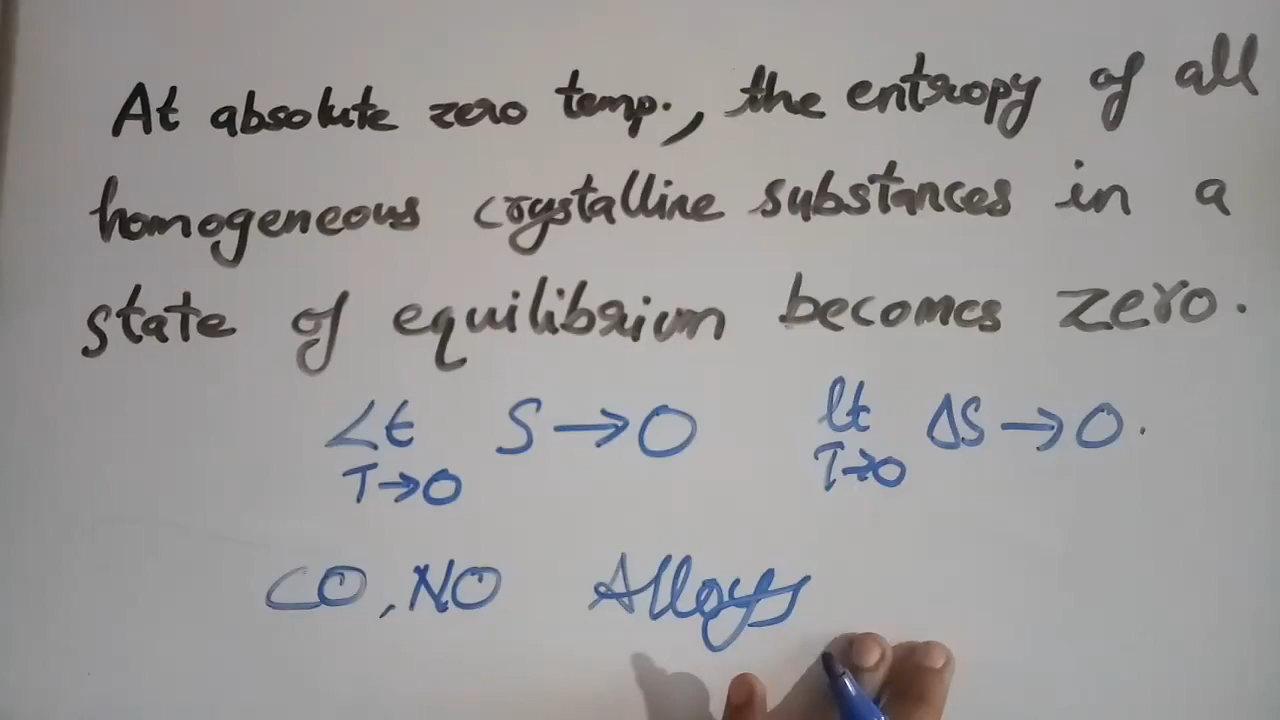 At absolute zero temp., the entropy of all
homogeneous crystalline substances in a
state of equilibrium becomes zero.
Lt S→0 lt ΔS→0.
T→0 T→0
CO, NO Alloys